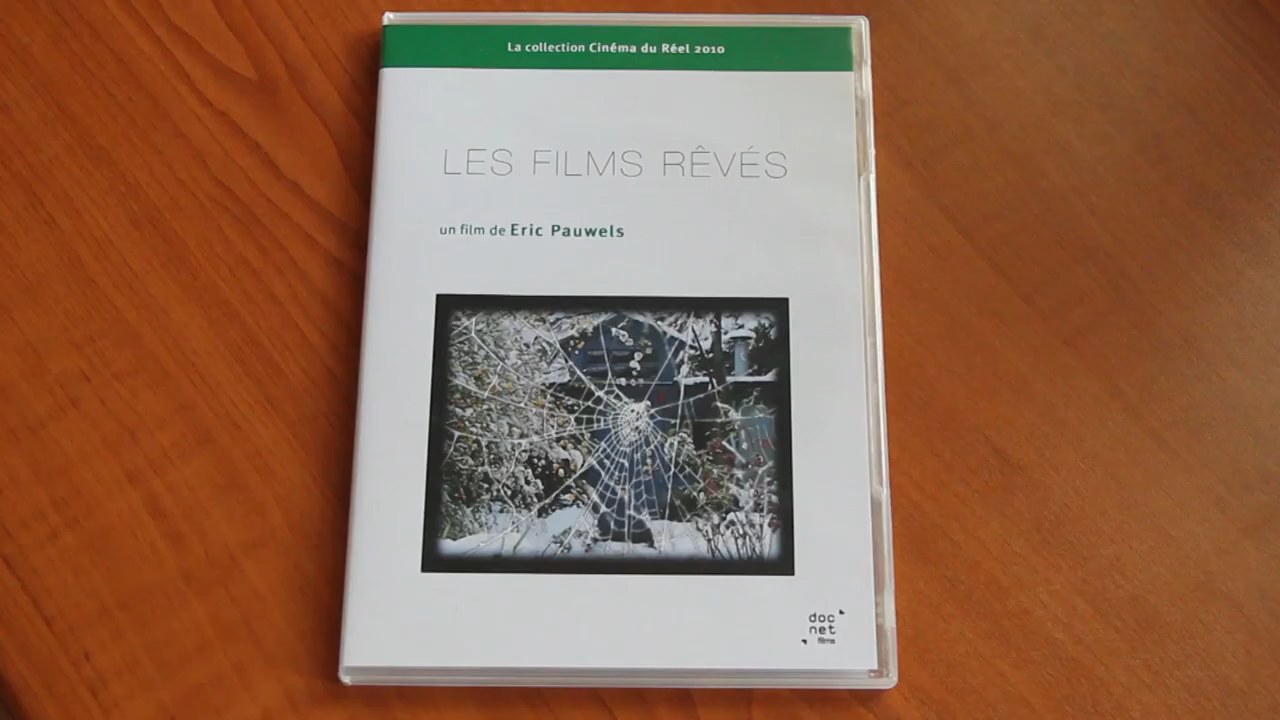 La collection Cinéma du Réel 2010
LES FILMS RÊVÉS
un film de Eric Pauwels
doc
net
films